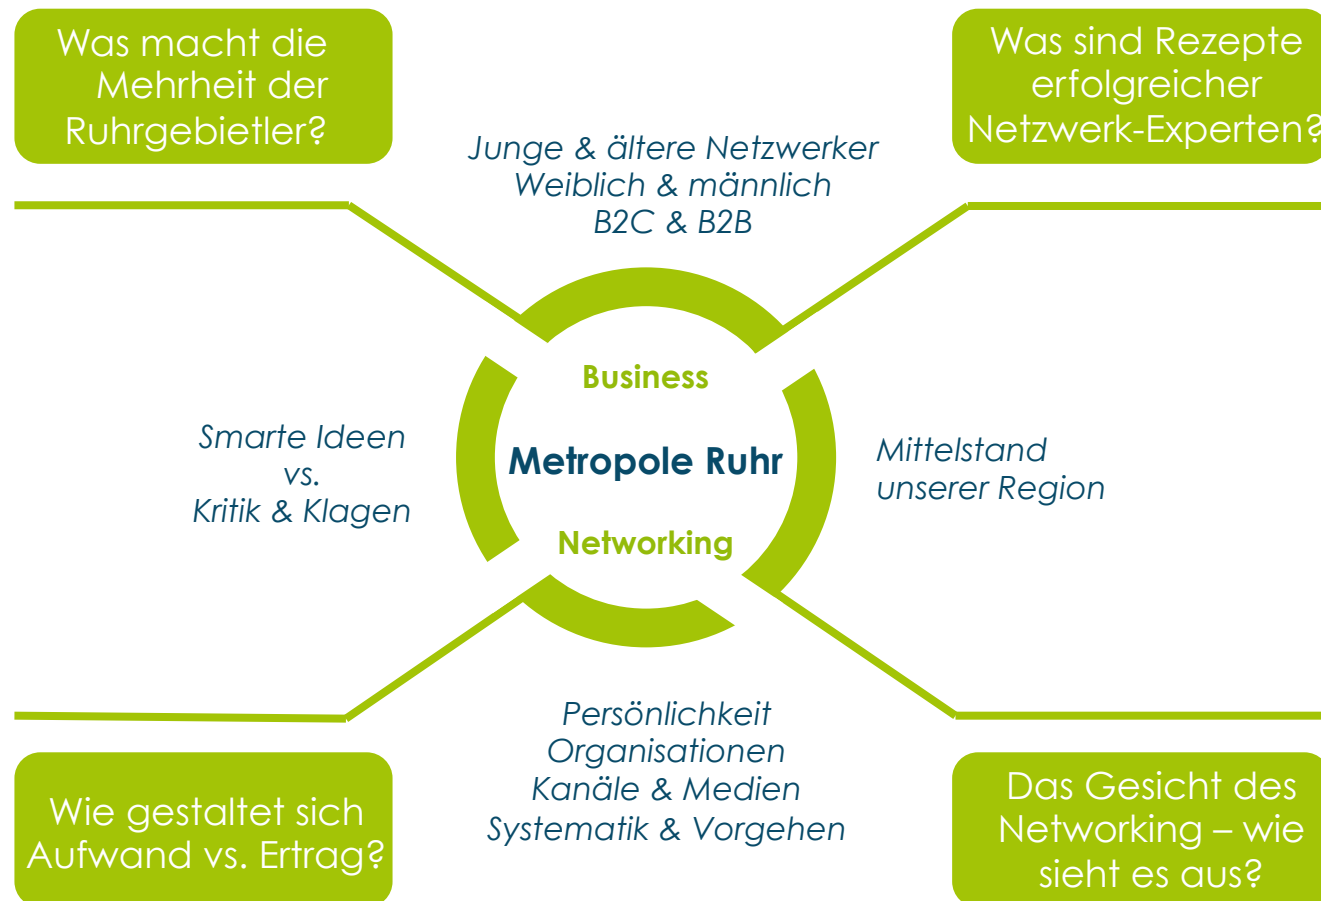 Was macht die
Mehrheit der
Ruhrgebietler?
Was sind Rezepte
erfolgreicher
Netzwerk-Experten?
Junge & ältere Netzwerker
Weiblich & männlich
B2C & B2B
Smarte Ideen
vs.
Kritik & Klagen
Business
Metropole Ruhr
Networking
Mittelstand
unserer Region
Persönlichkeit
Organisationen
Kanäle & Medien
Systematik & Vorgehen
Wie gestaltet sich
Aufwand vs. Ertrag?
Das Gesicht des
Networking – wie
sieht es aus?